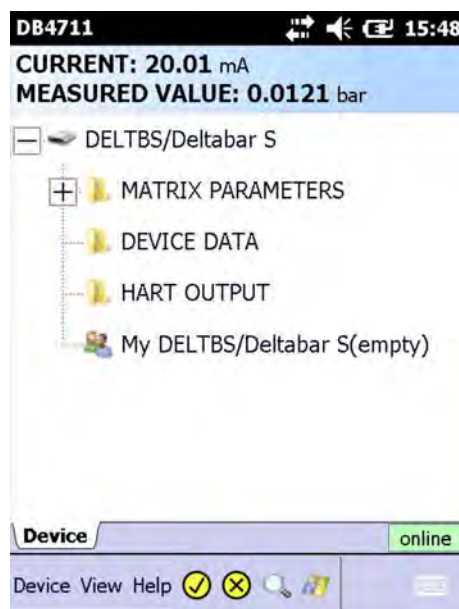 DB4711 15:48
CURRENT: 20.01 mA
MEASURED VALUE: 0.0121 bar
DELTBS/Deltabar S
MATRIX PARAMETERS
DEVICE DATA
HART OUTPUT
My DELTBS/Deltabar S(empty)
Device online
Device View Help